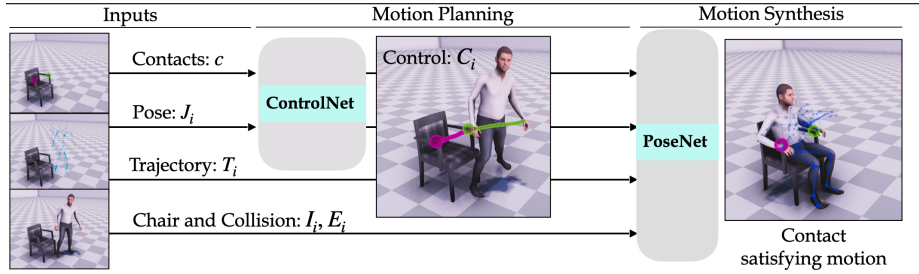 Inputs
Motion Planning
Motion Synthesis
Contacts: c
Pose: J_i
Trajectory: T_i
Chair and Collision: I_i, E_i
ControlNet
Control: C_i
PoseNet
Contact
satisfying motion